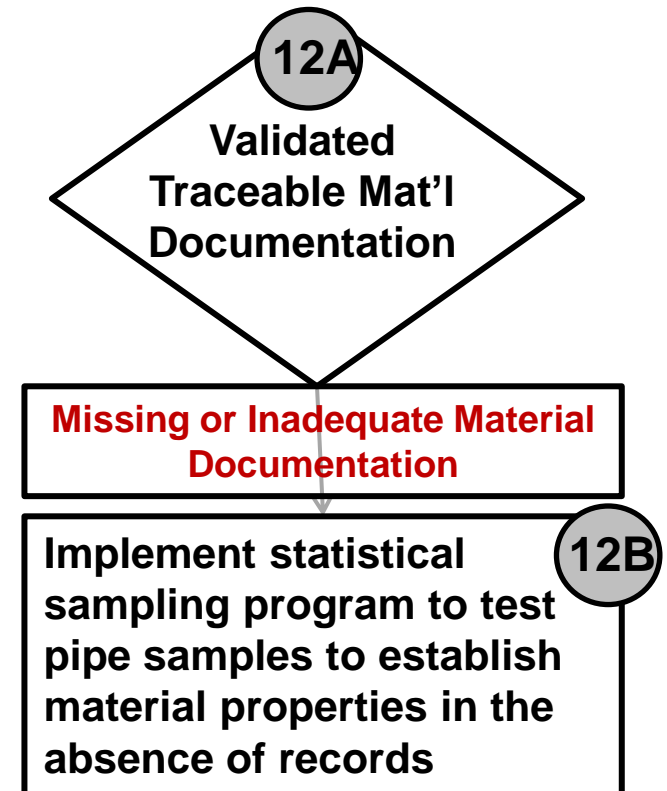 12A
Validated
Traceable Mat’l
Documentation
Missing or Inadequate Material
Documentation
12B
Implement statistical
sampling program to test
pipe samples to establish
material properties in the
absence of records